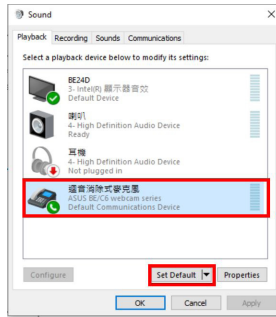 Sound
Playback Recording Sounds Communications
Select a playback device below to modify its settings:
BE24D
3- Intel(R) 顯示器音效
Default Device
喇叭
4- High Definition Audio Device
Ready
耳機
4- High Definition Audio Device
Not plugged in
迴音消除式麥克風
ASUS BE/C6 webcam series
Default Communications Device
Configure Set Default Properties
OK Cancel Apply